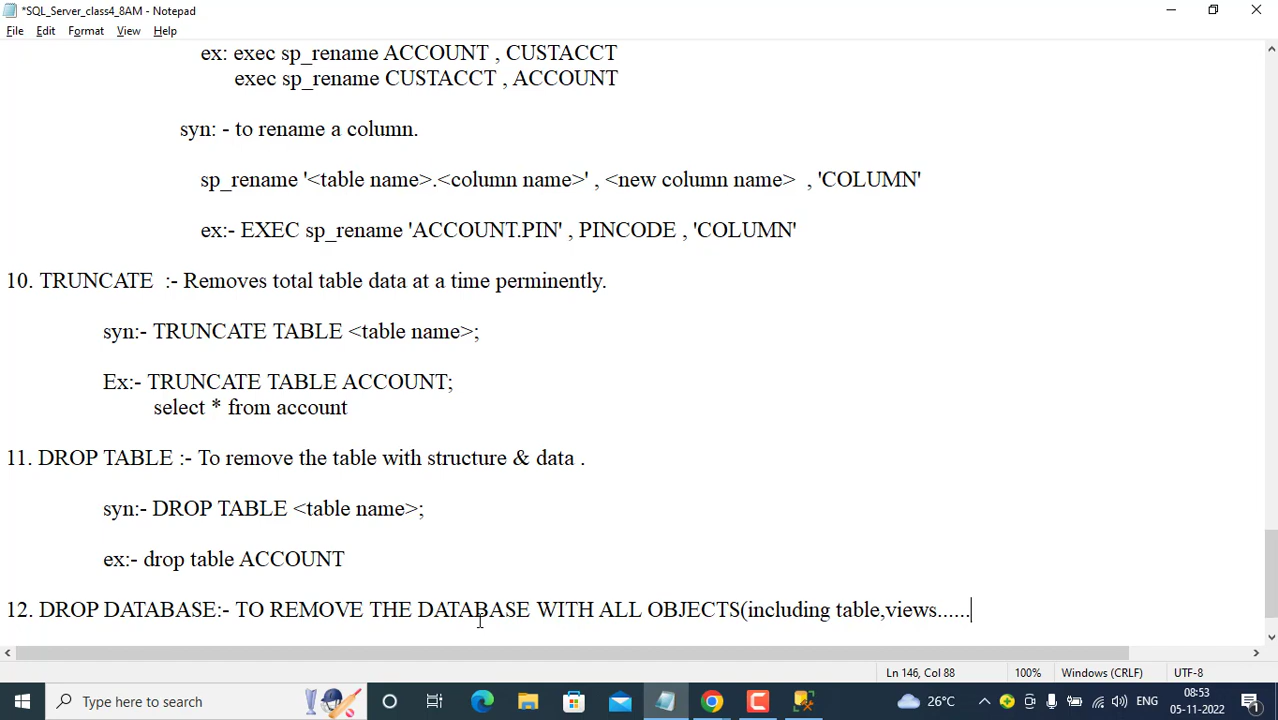 *SQL_Server_class4_8AM - Notepad
File Edit Format View Help
ex: exec sp_rename ACCOUNT , CUSTACCT
exec sp_rename CUSTACCT , ACCOUNT
syn: - to rename a column.
sp_rename '<table name>.<column name>' , <new column name>  , 'COLUMN'
ex:- EXEC sp_rename 'ACCOUNT.PIN' , PINCODE , 'COLUMN'
10. TRUNCATE  :- Removes total table data at a time perminently.
syn:- TRUNCATE TABLE <table name>;
Ex:- TRUNCATE TABLE ACCOUNT;
select * from account
11. DROP TABLE :- To remove the table with structure & data .
syn:- DROP TABLE <table name>;
ex:- drop table ACCOUNT
12. DROP DATABASE:- TO REMOVE THE DATABASE WITH ALL OBJECTS(including table,views......
Ln 146, Col 88 100% Windows (CRLF) UTF-8
Type here to search 26°C ENG 08:53 05-11-2022 1